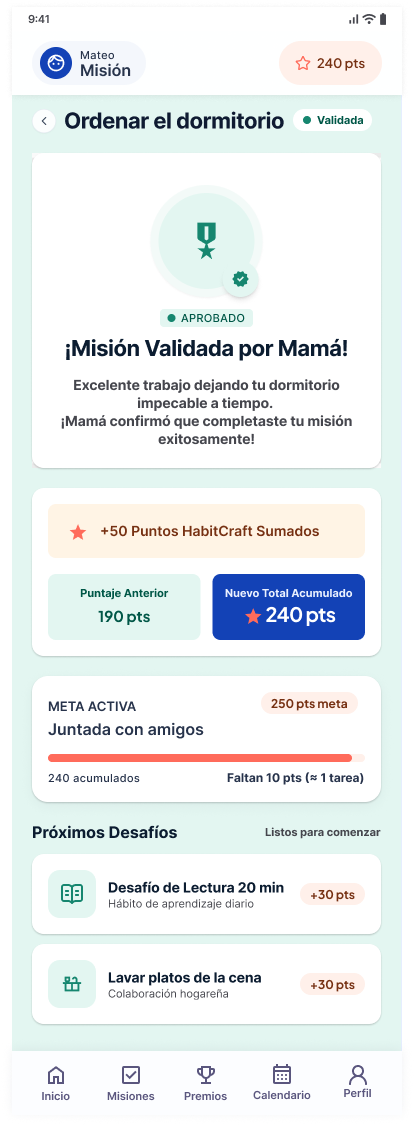 9:41
Mateo
Misión
240 pts
Ordenar el dormitorio
Validada
APROBADO
¡Misión Validada por Mamá!
Excelente trabajo dejando tu dormitorio
impecable a tiempo.
¡Mamá confirmó que completaste tu misión
exitosamente!
+50 Puntos HabitCraft Sumados
Puntaje Anterior
190 pts
Nuevo Total Acumulado
240 pts
META ACTIVA
250 pts meta
Juntada con amigos
240 acumulados
Faltan 10 pts (≈ 1 tarea)
Próximos Desafíos
Listos para comenzar
Desafío de Lectura 20 min
Hábito de aprendizaje diario
+30 pts
Lavar platos de la cena
Colaboración hogareña
+30 pts
Inicio
Misiones
Premios
Calendario
Perfil